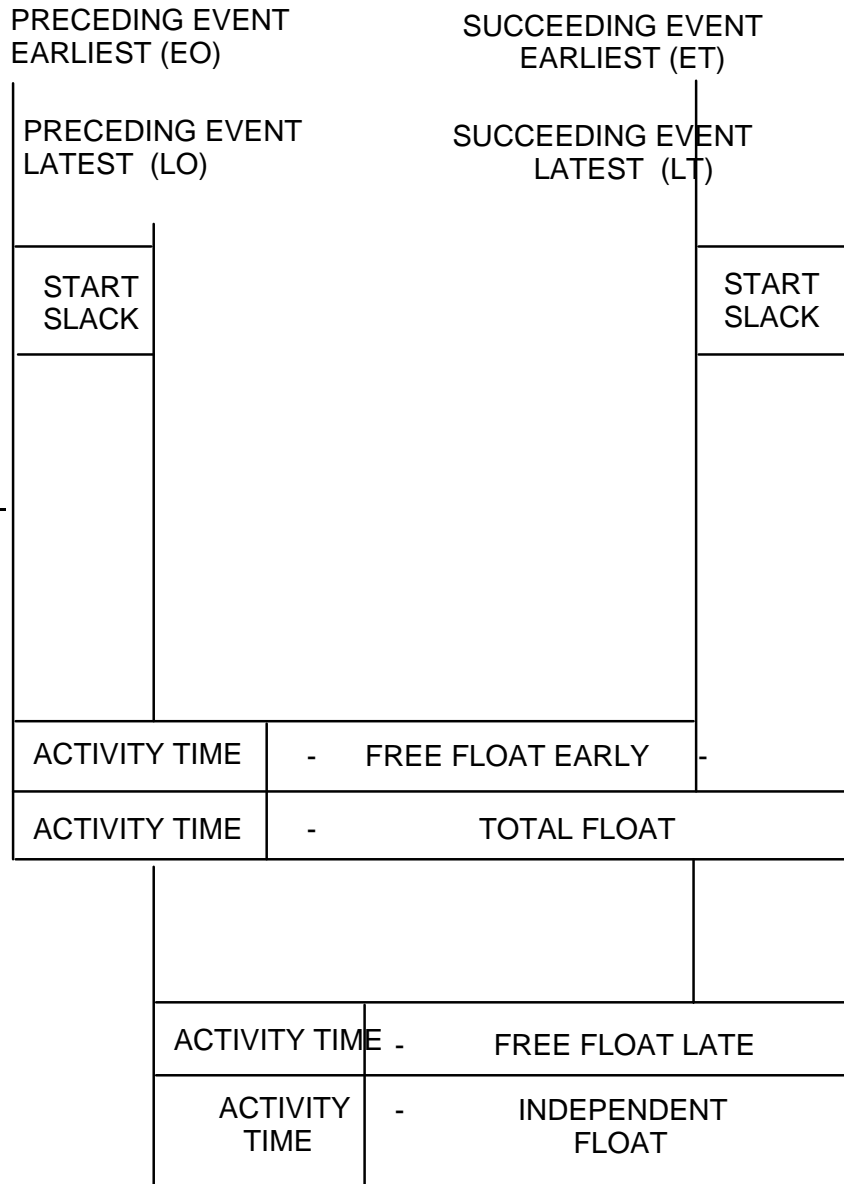 PRECEDING EVENT
EARLIEST (EO)
SUCCEEDING EVENT
EARLIEST (ET)
PRECEDING EVENT
LATEST (LO)
SUCCEEDING EVENT
LATEST (LT)
START
SLACK
START
SLACK
ACTIVITY TIME - FREE FLOAT EARLY -
ACTIVITY TIME - TOTAL FLOAT
ACTIVITY TIME - FREE FLOAT LATE
ACTIVITY
TIME
- INDEPENDENT
FLOAT